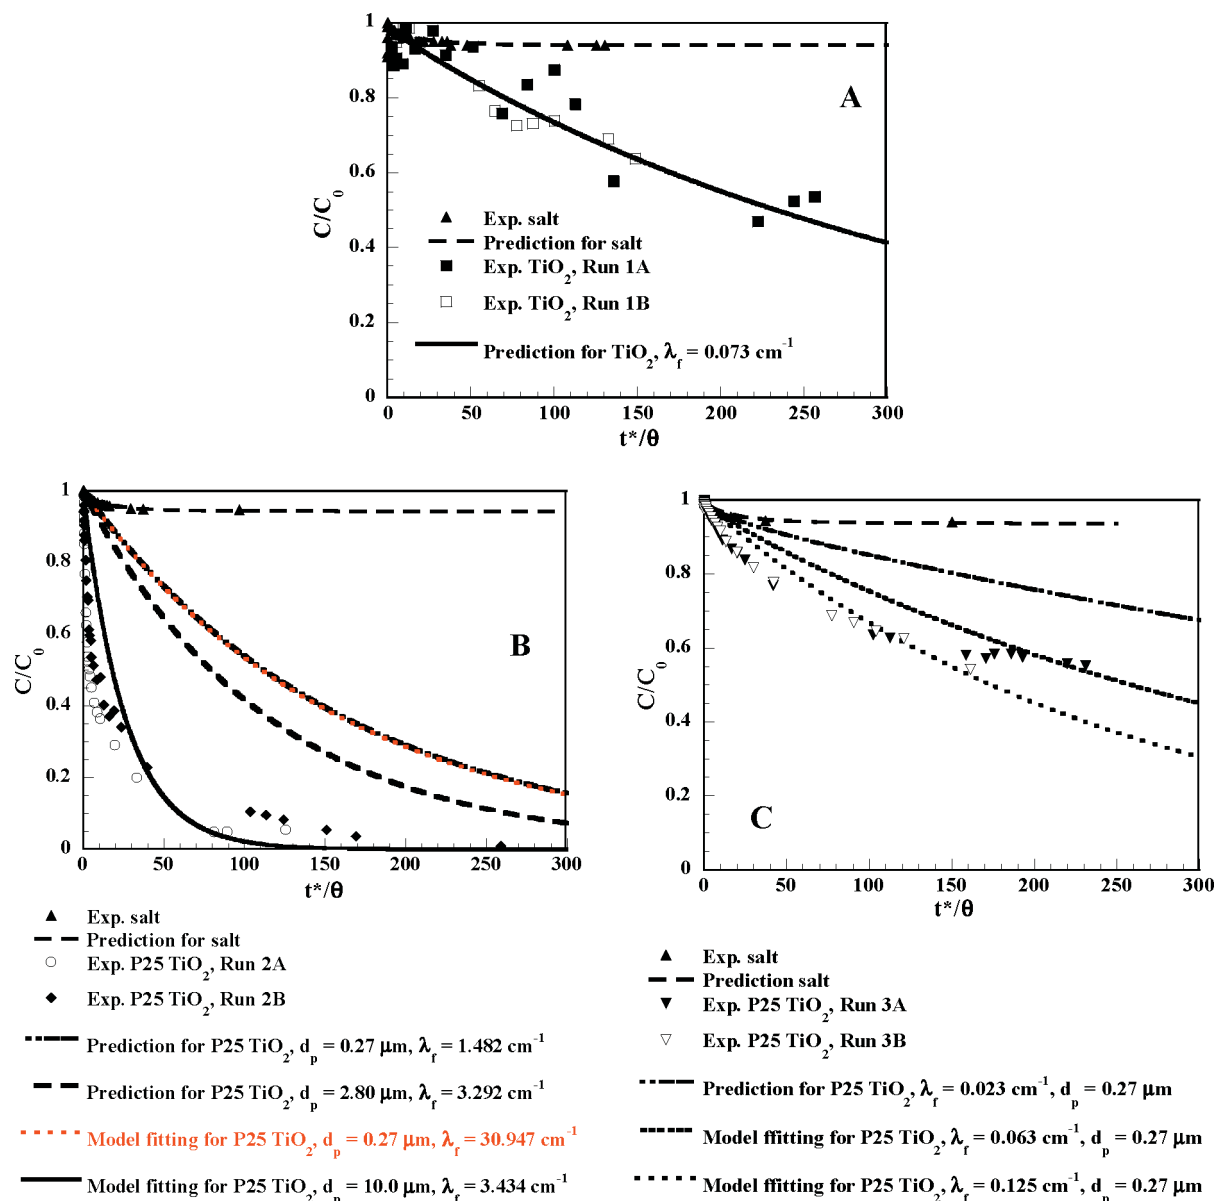 1
0.8
0.6
0.4
0.2
0
C/C0
A
Exp. salt
Prediction for salt
Exp. TiO2, Run 1A
Exp. TiO2, Run 1B
Prediction for TiO2, λf = 0.073 cm-1
0 50 100 150 200 250 300
t*/θ
1
0.8
0.6
0.4
0.2
0
C/C0
B
0 50 100 150 200 250 300
t*/θ
Exp. salt
Prediction for salt
Exp. P25 TiO2, Run 2A
Exp. P25 TiO2, Run 2B
Prediction for P25 TiO2, dp = 0.27 μm, λf = 1.482 cm-1
Prediction for P25 TiO2, dp = 2.80 μm, λf = 3.292 cm-1
Model fitting for P25 TiO2, dp = 0.27 μm, λf = 30.947 cm-1
Model fitting for P25 TiO2, dp = 10.0 μm, λf = 3.434 cm-1
1
0.8
0.6
0.4
0.2
0
C/C0
C
0 50 100 150 200 250 300
t*/θ
Exp. salt
Prediction salt
Exp. P25 TiO2, Run 3A
Exp. P25 TiO2, Run 3B
Prediction for P25 TiO2, λf = 0.023 cm-1, dp = 0.27 μm
Model ffitting for P25 TiO2, λf = 0.063 cm-1, dp = 0.27 μm
Model ffitting for P25 TiO2, λf = 0.125 cm-1, dp = 0.27 μm